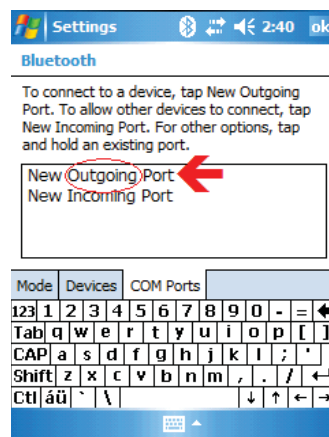 Settings 2:40 ok
Bluetooth
To connect to a device, tap New Outgoing
Port. To allow other devices to connect, tap
New Incoming Port. For other options, tap
and hold an existing port.
New Outgoing Port
New Incoming Port
Mode Devices COM Ports
123 1 2 3 4 5 6 7 8 9 0 - =
Tab q w e r t y u i o p [ ]
CAP a s d f g h j k l ; '
Shift z x c v b n m , . /
Ctl áü ` \ ↓ ↑ ← →